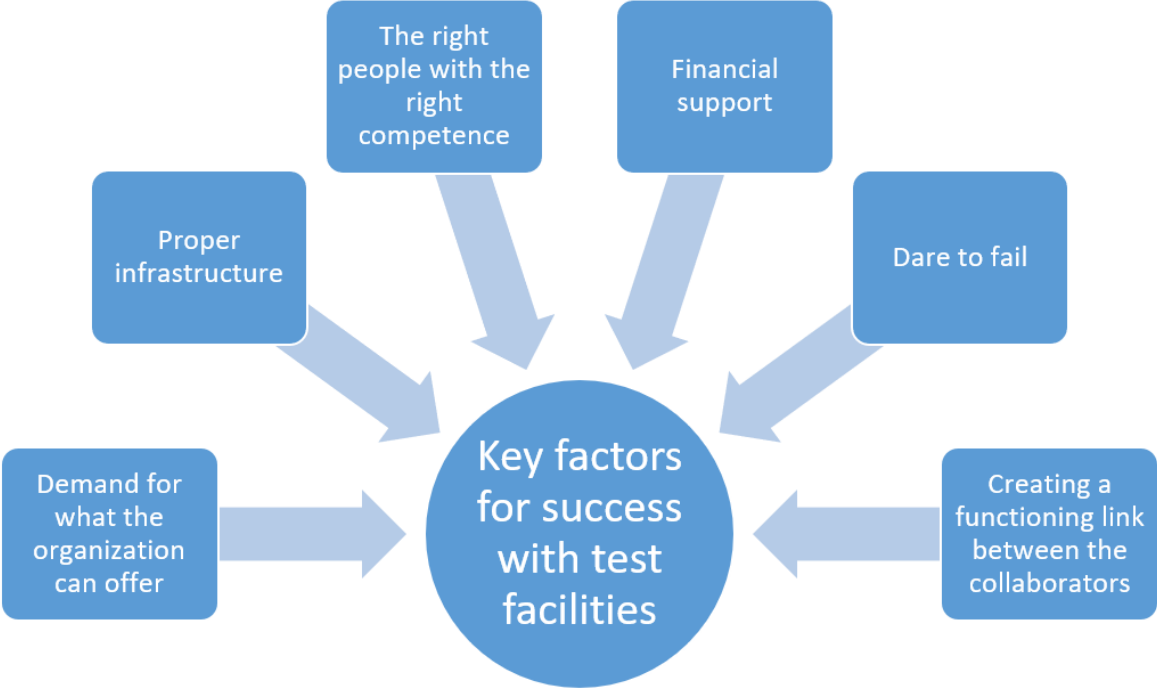 The right
people with the
right
competence
Financial
support
Proper
infrastructure
Dare to fail
Demand for
what the
organization
can offer
Key factors
for success
with test
facilities
Creating a
functioning link
between the
collaborators